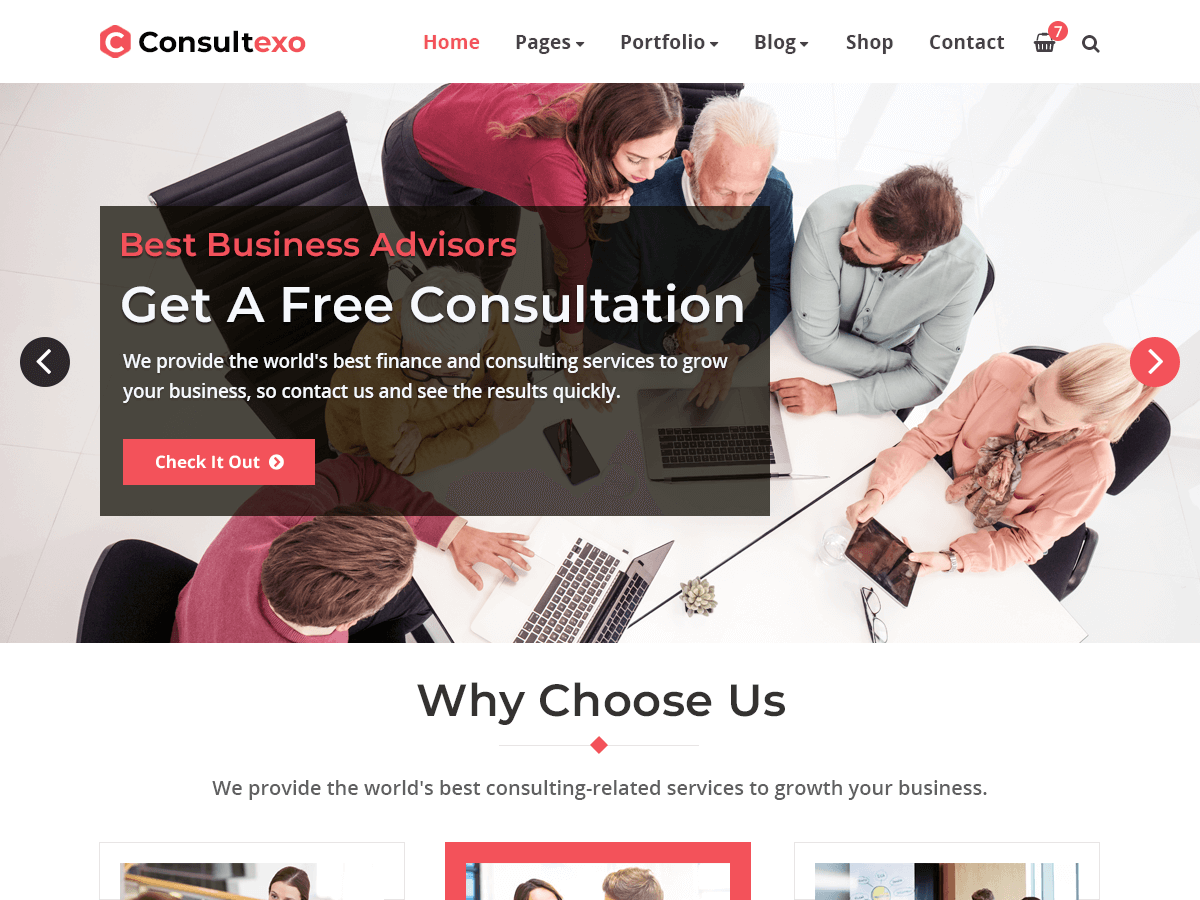 Consultexo
Home Pages Portfolio Blog Shop Contact 7
Best Business Advisors
Get A Free Consultation
We provide the world's best finance and consulting services to grow
your business, so contact us and see the results quickly.
Check It Out
Why Choose Us
We provide the world's best consulting-related services to growth your business.